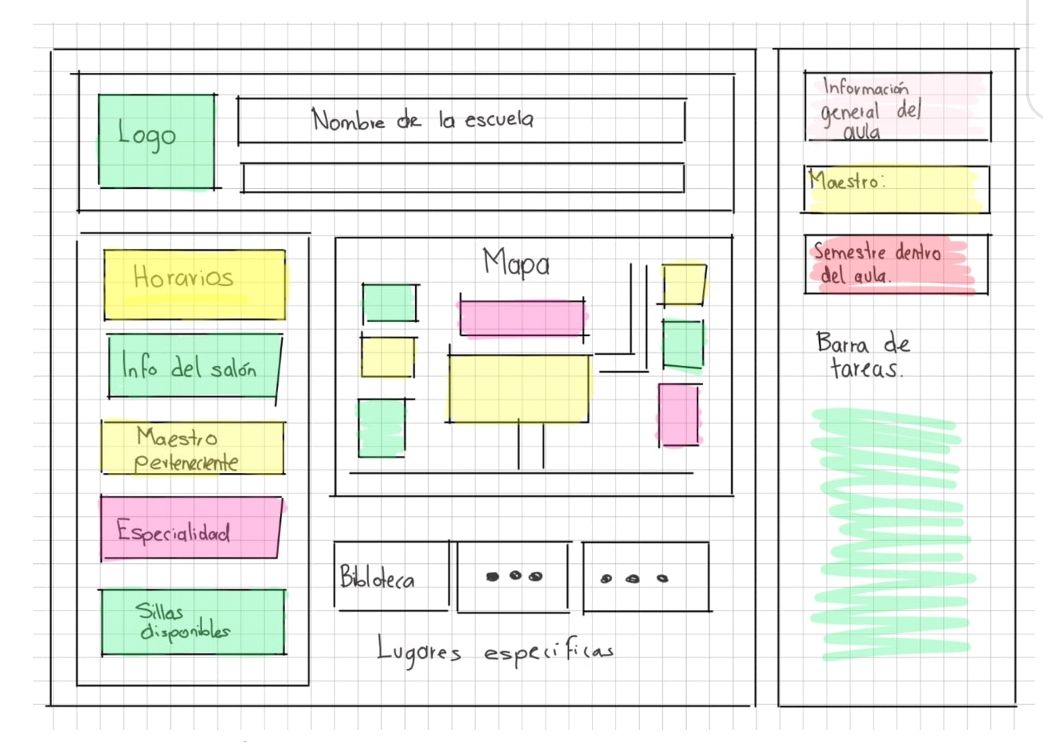 Logo
Nombre de la escuela
Horarios
Info del salón
Maestro
perteneciente
Especialidad
Sillas
disponibles
Mapa
Bibloteca
Lugares especificas
Información
general del
aula
Maestro:
Semestre dentro
del aula.
Barra de
tareas.